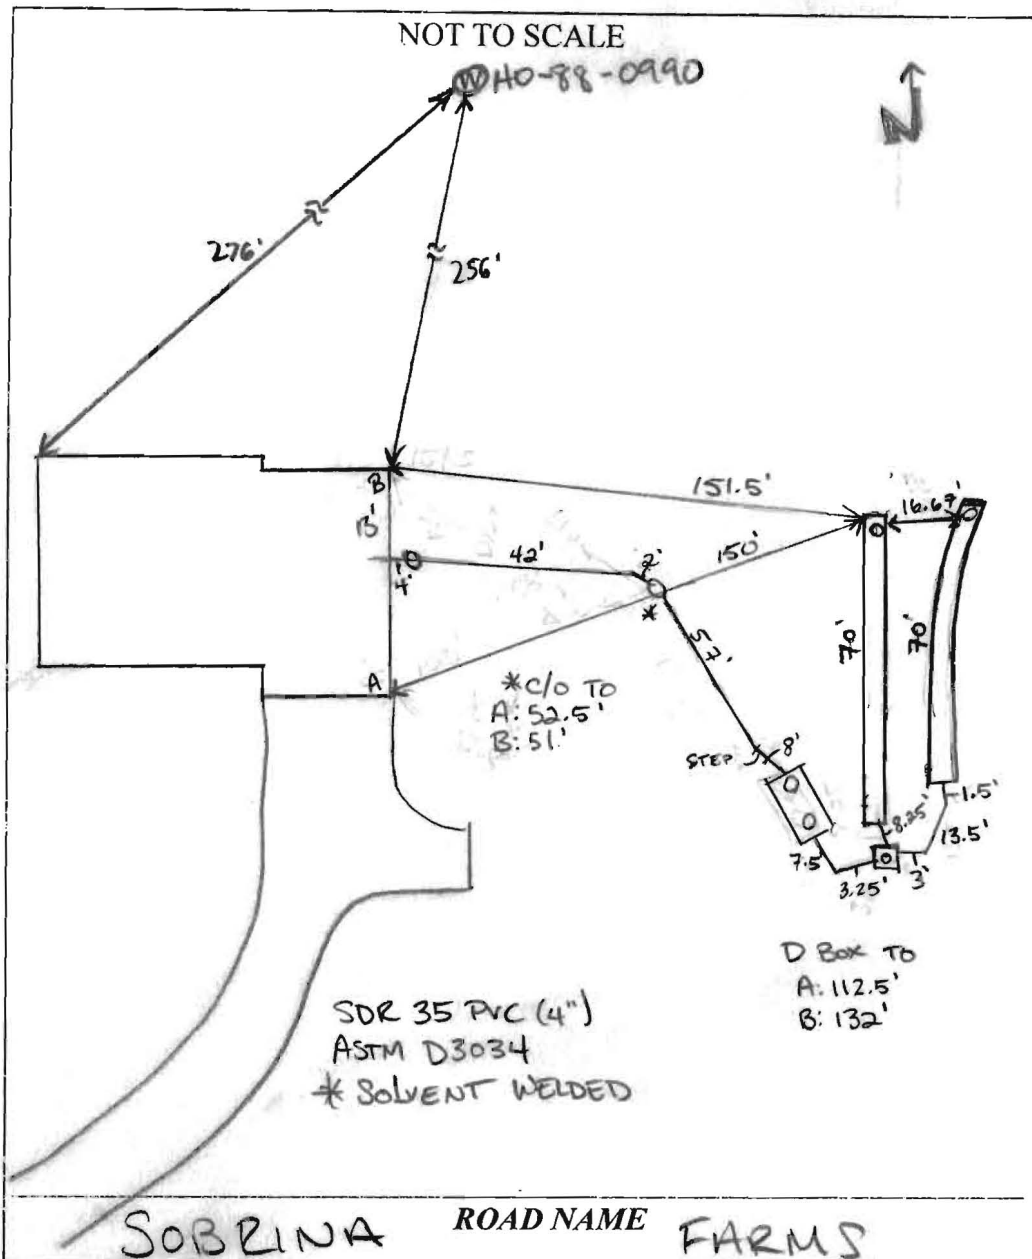 NOT TO SCALE
W HO-88-0990
N
276'
256'
B
13'
151.5'
16.67'
150'
42'
2'
4'
*
57'
70'
70'
A
*C/O TO
A: 52.5'
B: 51'
STEP
8'
1.5'
8.25'
13.5'
7.5'
3.25'
3'
D BOX TO
A: 112.5'
B: 132'
SDR 35 PVC (4")
ASTM D3034
* SOLVENT WELDED
SOBRINA ROAD NAME FARMS